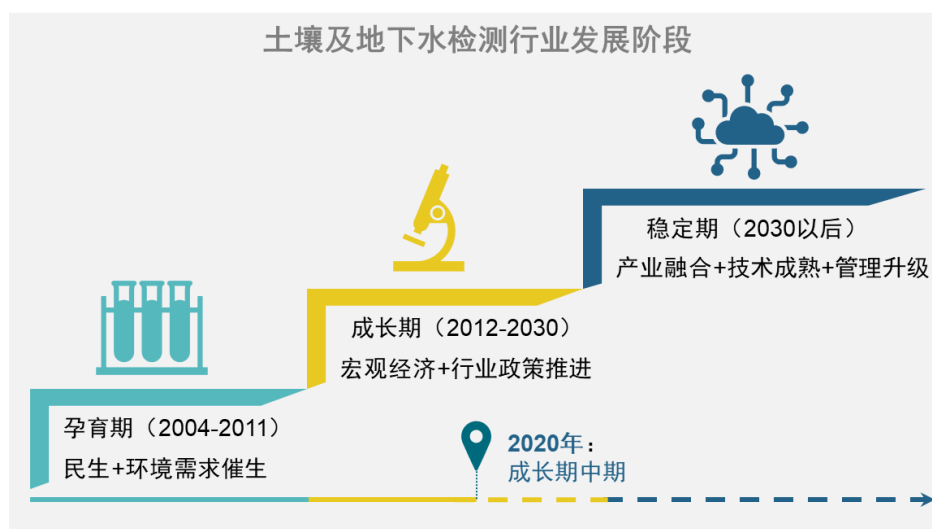 土壤及地下水检测行业发展阶段
稳定期（2030以后）
产业融合+技术成熟+管理升级
成长期（2012-2030）
宏观经济+行业政策推进
孕育期（2004-2011）
民生+环境需求催生
2020年：
成长期中期